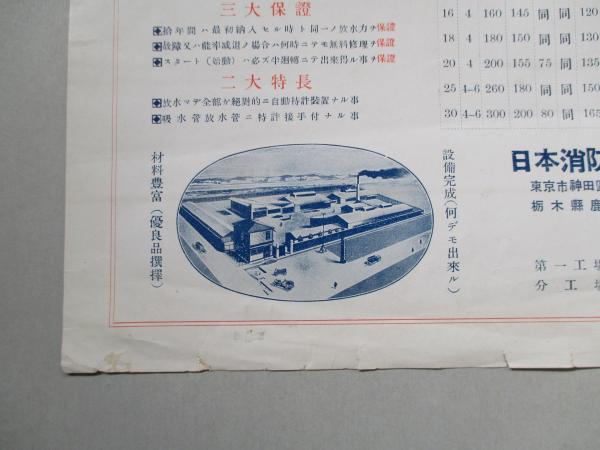 三大保證
拾年間ハ最初納入セル時ト同一ノ放水力ヲ保證
故障又ハ能率減退ノ場合ハ何時ニテモ無料修理ヲ保證
スタート（始動）ハ必ズ半廻轉ニテ出來得ル事ヲ保證
二大特長
放水マデ全部ガ絕對的ニ自動特許裝置ナル事
吸水管放水管ニ特許接手付ナル事
材料豐富（優良品撰擇）
設備完成（何デモ出來ル）
16 4 160 145 同 同 120
18 4 180 150 同 同
20 4 200 155 75 同 135
25 4–6 260 180 同 同 150
30 4–6 300 200 80 同 165
日本消防
東京市神田區
栃木縣鹿
第一工場
分工場